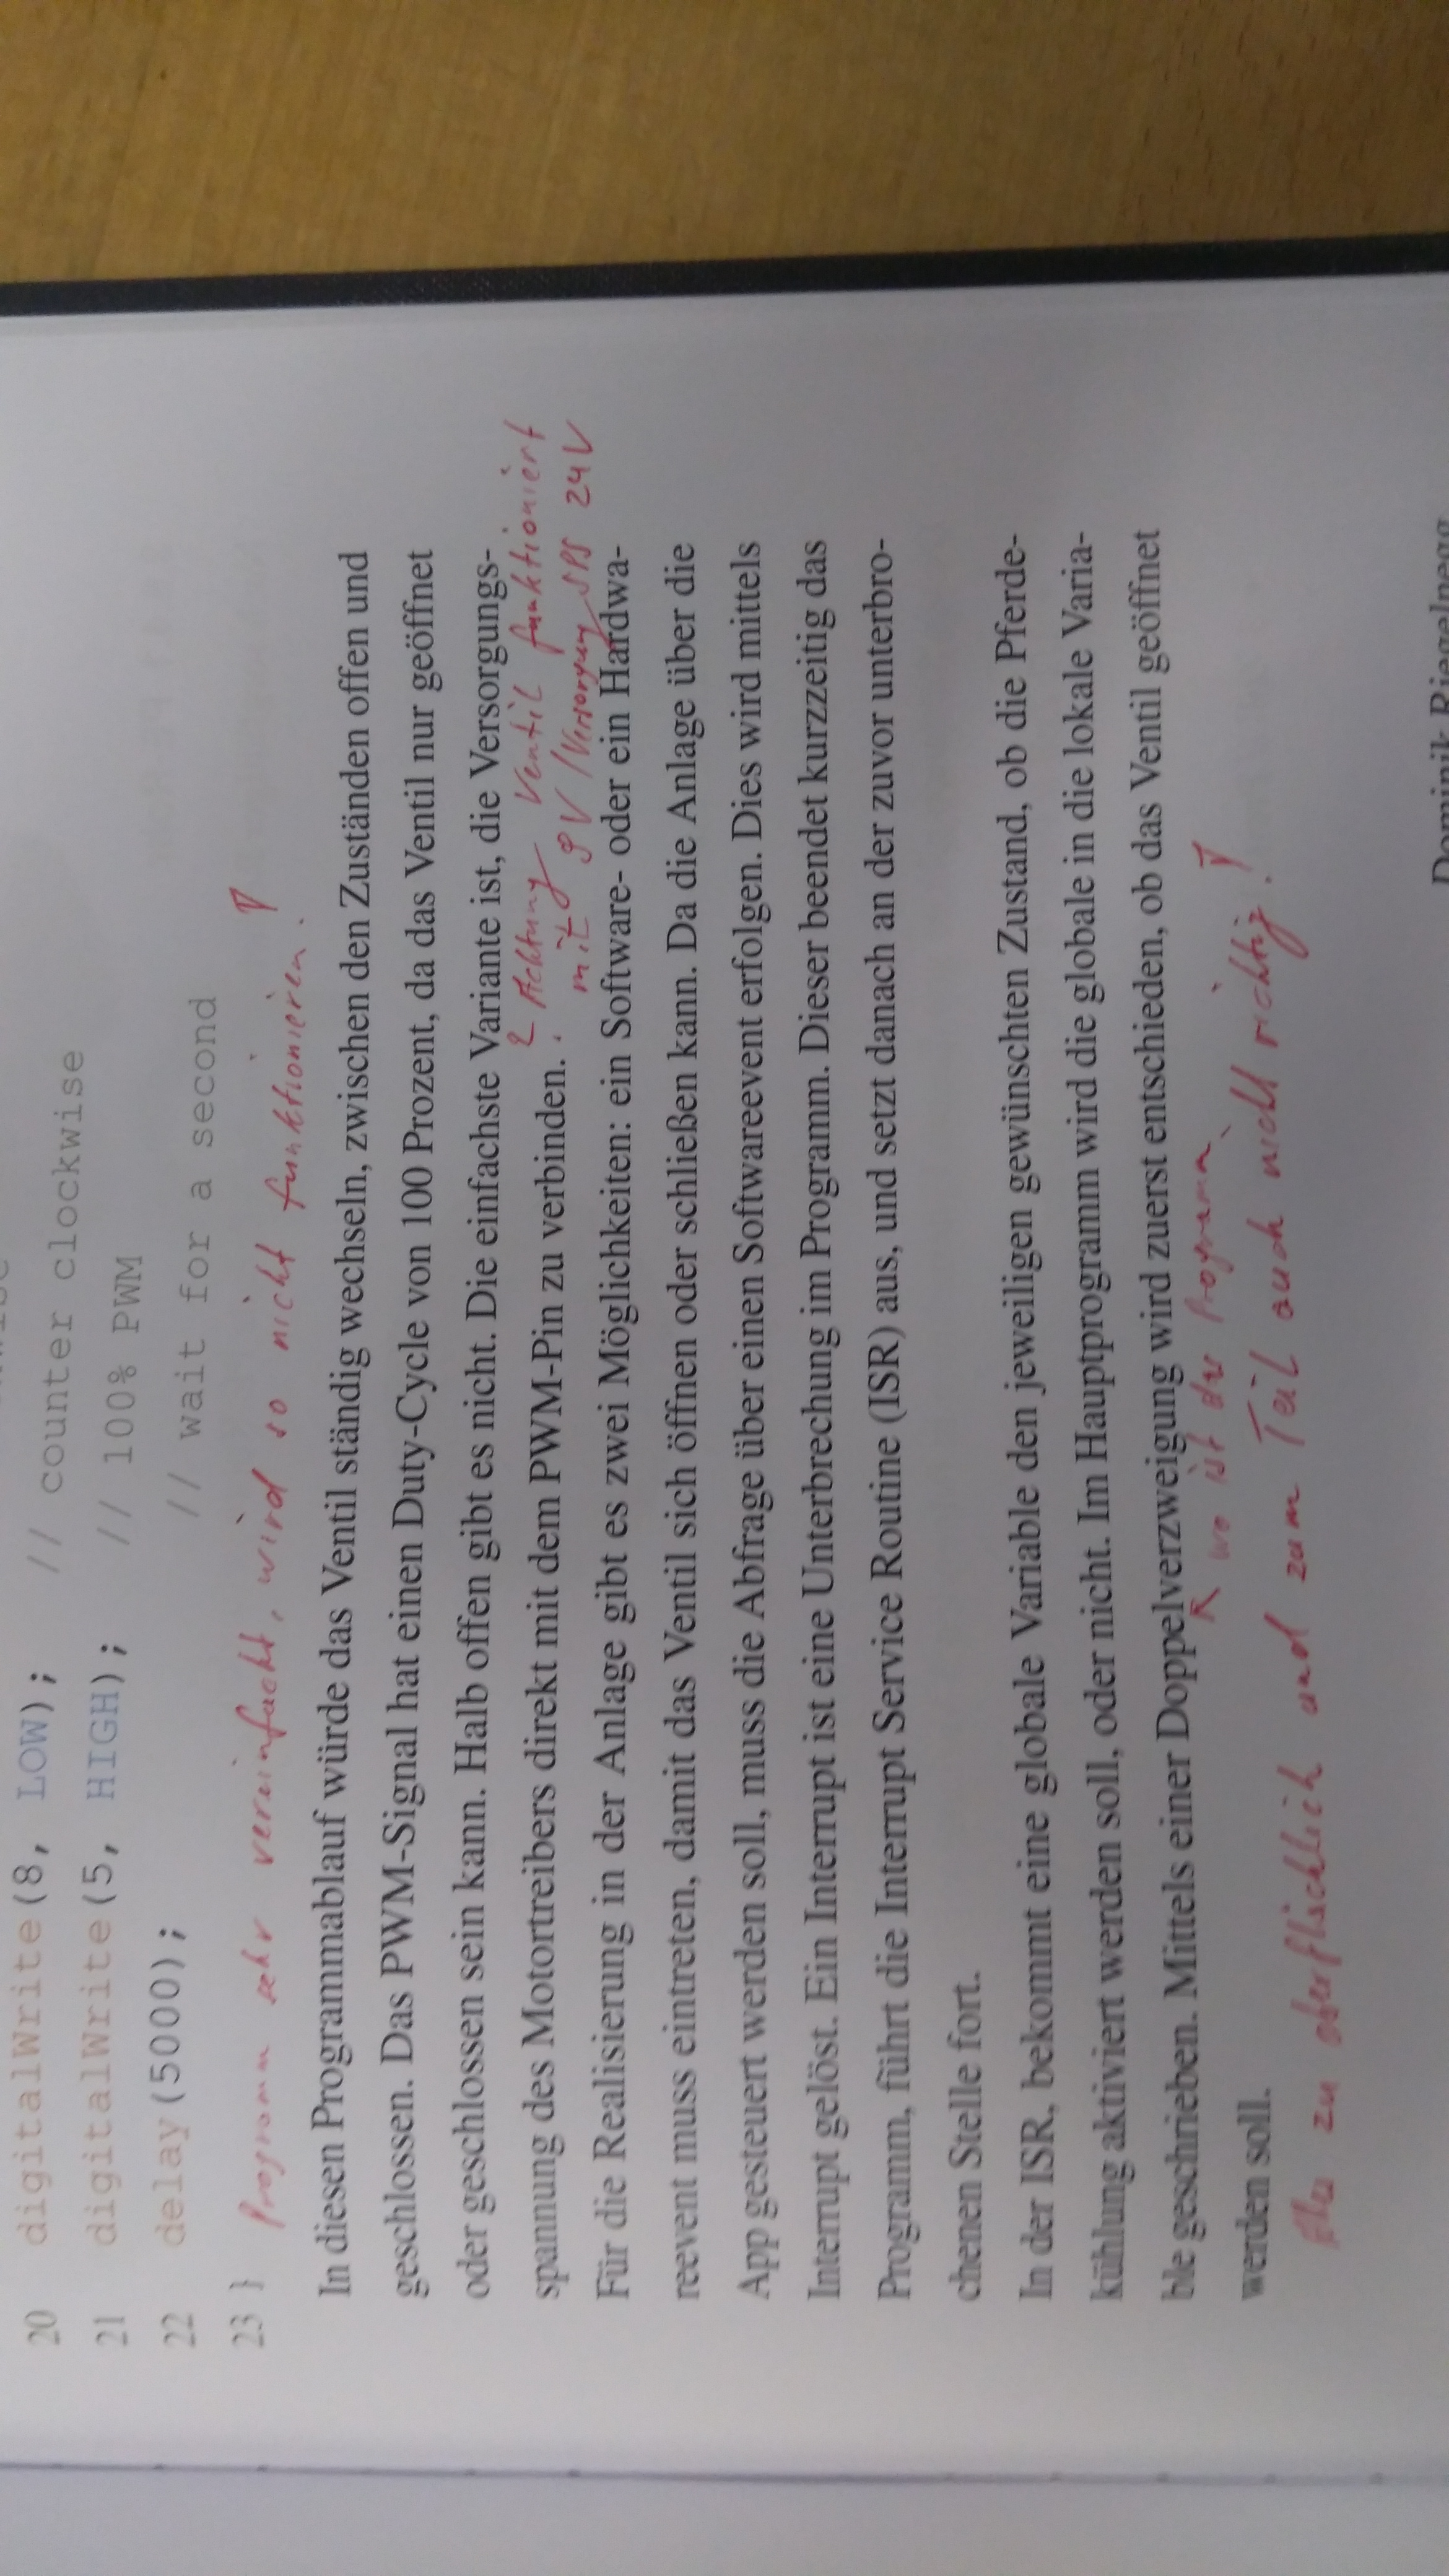 20 digitalWrite(8, LOW); // counter clockwise
21 digitalWrite(5, HIGH); // 100% PWM
22 delay(5000); // wait for a second
23 }
Programm sehr vereinfacht, wird so nicht funktionieren!
In diesen Programmablauf würde das Ventil ständig wechseln, zwischen den Zuständen offen und
geschlossen. Das PWM-Signal hat einen Duty-Cycle von 100 Prozent, da das Ventil nur geöffnet
oder geschlossen sein kann. Halb offen gibt es nicht. Die einfachste Variante ist, die Versorgungs-
spannung des Motortreibers direkt mit dem PWM-Pin zu verbinden.
Achtung Ventil funktioniert
mit 9V / Versorgung SPS 24V
Für die Realisierung in der Anlage gibt es zwei Möglichkeiten: ein Software- oder ein Hardwa-
reevent muss eintreten, damit das Ventil sich öffnen oder schließen kann. Da die Anlage über die
App gesteuert werden soll, muss die Abfrage über einen Softwareevent erfolgen. Dies wird mittels
Interrupt gelöst. Ein Interrupt ist eine Unterbrechung im Programm. Dieser beendet kurzzeitig das
Programm, führt die Interrupt Service Routine (ISR) aus, und setzt danach an der zuvor unterbro-
chenen Stelle fort.
In der ISR, bekommt eine globale Variable den jeweiligen gewünschten Zustand, ob die Pferde-
kühlung aktiviert werden soll, oder nicht. Im Hauptprogramm wird die globale in die lokale Varia-
ble geschrieben. Mittels einer Doppelverzweigung wird zuerst entschieden, ob das Ventil geöffnet
werden soll.
wo ist das Programm
zu oberflächlich und zum Teil auch nicht richtig!
Dominik Riegelnegg